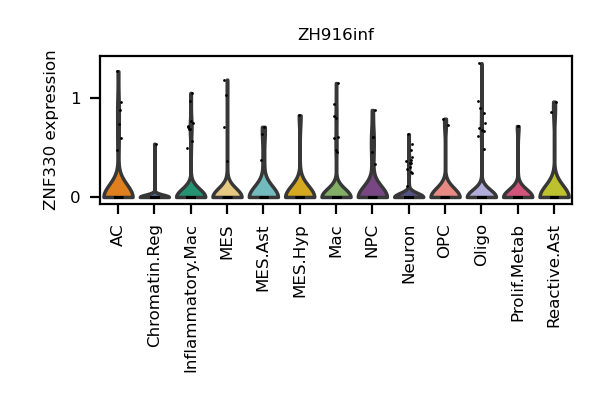 ZH916inf
ZNF330 expression
1
0
AC
Chromatin.Reg
Inflammatory.Mac
MES
MES.Ast
MES.Hyp
Mac
NPC
Neuron
OPC
Oligo
Prolif.Metab
Reactive.Ast